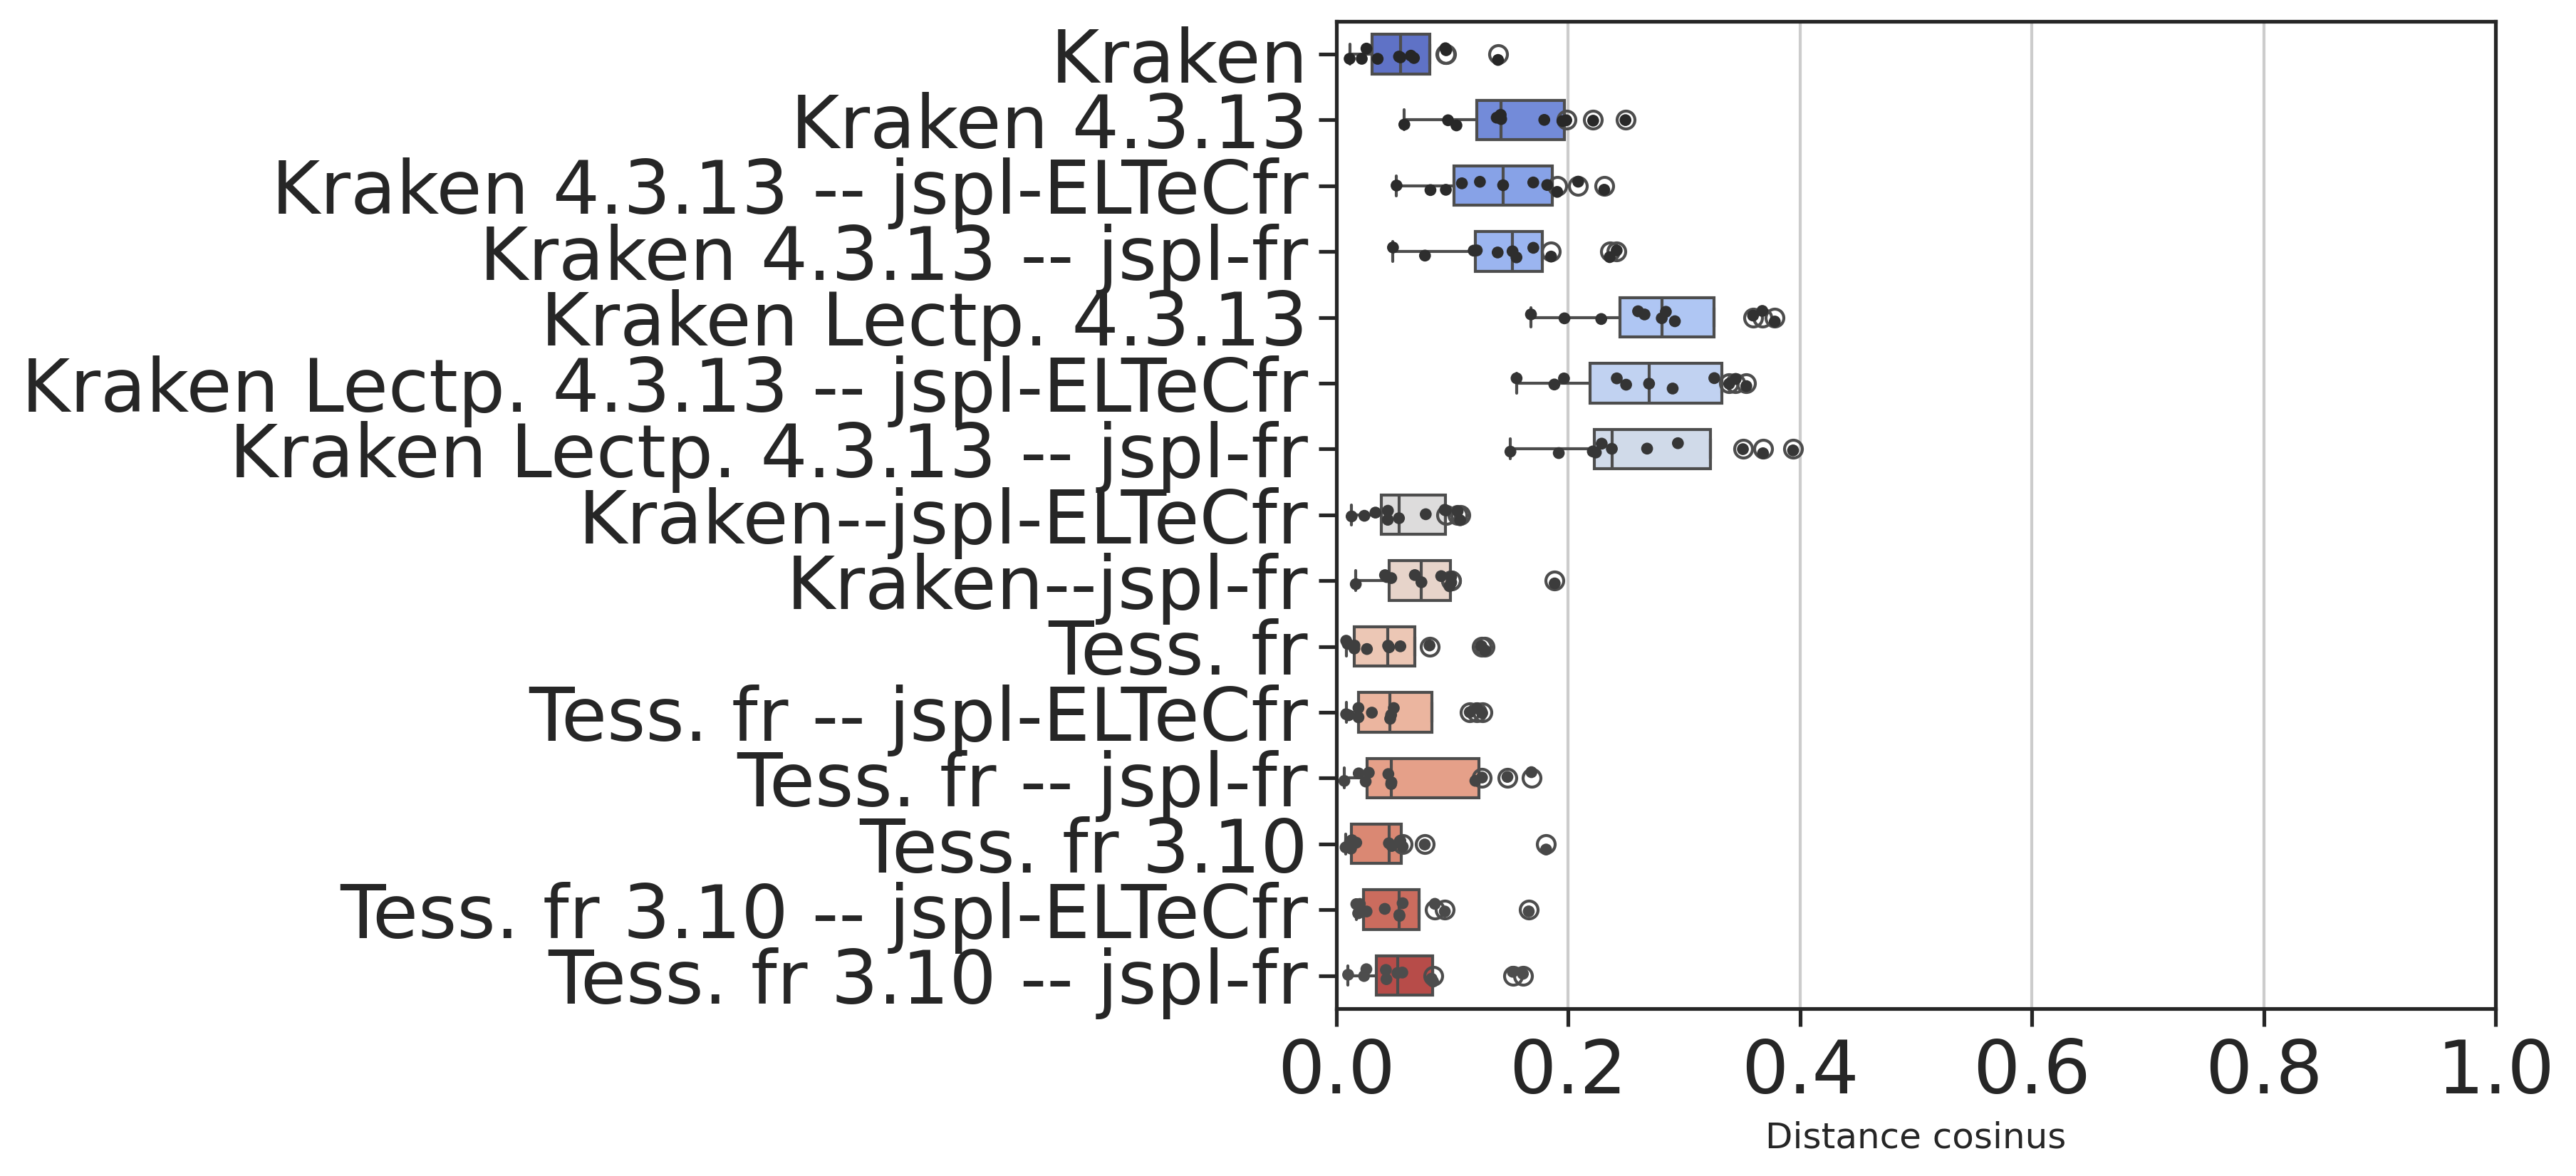 Kraken
Kraken 4.3.13
Kraken 4.3.13 -- jspl-ELTeCfr
Kraken 4.3.13 -- jspl-fr
Kraken Lectp. 4.3.13
Kraken Lectp. 4.3.13 -- jspl-ELTeCfr
Kraken Lectp. 4.3.13 -- jspl-fr
Kraken--jspl-ELTeCfr
Kraken--jspl-fr
Tess. fr
Tess. fr -- jspl-ELTeCfr
Tess. fr -- jspl-fr
Tess. fr 3.10
Tess. fr 3.10 -- jspl-ELTeCfr
Tess. fr 3.10 -- jspl-fr
0.0 0.2 0.4 0.6 0.8 1.0
Distance cosinus